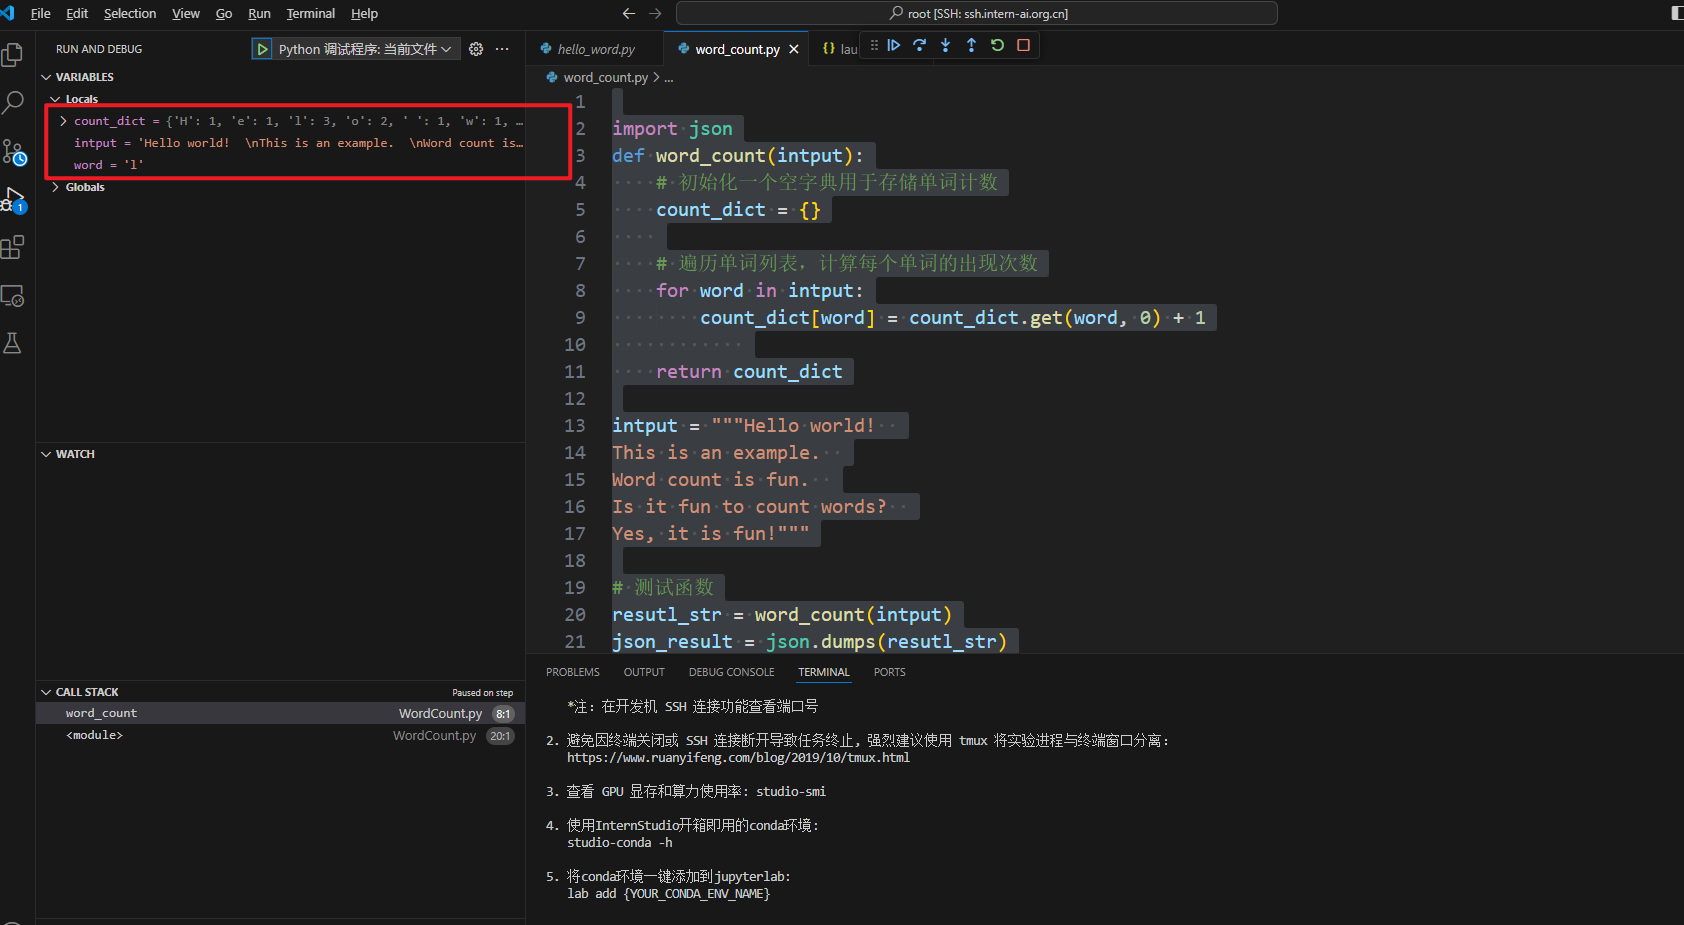 File Edit Selection View Go Run Terminal Help
root [SSH: ssh.intern-ai.org.cn]
RUN AND DEBUG
Python 调试程序: 当前文件
hello_word.py
word_count.py
{} lau
VARIABLES
word_count.py > ...
Locals
count_dict = {'H': 1, 'e': 1, 'l': 3, 'o': 2, ' ': 1, 'w': 1, …
intput = 'Hello world!  \nThis is an example.  \nWord count is…
word = 'l'
Globals
1
2 import json
3 def word_count(intput):
4 # 初始化一个空字典用于存储单词计数
5 count_dict = {}
6
7 # 遍历单词列表，计算每个单词的出现次数
8 for word in intput:
9 count_dict[word] = count_dict.get(word, 0) + 1
10
11 return count_dict
12
13 intput = """Hello world!
14 This is an example.
15 Word count is fun.
16 Is it fun to count words?
17 Yes, it is fun!"""
18
19 # 测试函数
20 resutl_str = word_count(intput)
21 json_result = json.dumps(resutl_str)
WATCH
CALL STACK
Paused on step
word_count WordCount.py 8:1
<module> WordCount.py 20:1
1
PROBLEMS OUTPUT DEBUG CONSOLE TERMINAL PORTS
*注: 在开发机 SSH 连接功能查看端口号
2. 避免因终端关闭或 SSH 连接断开导致任务终止, 强烈建议使用 tmux 将实验进程与终端窗口分离:
https://www.ruanyifeng.com/blog/2019/10/tmux.html
3. 查看 GPU 显存和算力使用率: studio-smi
4. 使用InternStudio开箱即用的conda环境:
studio-conda -h
5. 将conda环境一键添加到jupyterlab:
lab add {YOUR_CONDA_ENV_NAME}